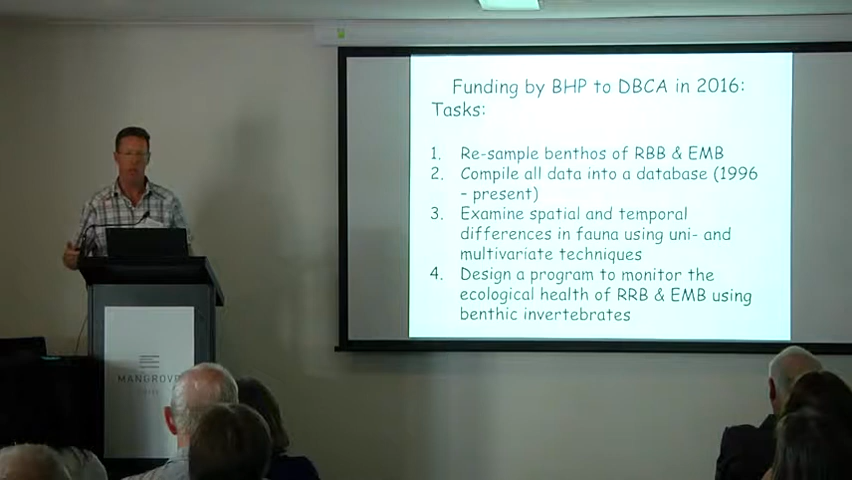 Funding by BHP to DBCA in 2016:
Tasks:
1. Re-sample benthos of RBB & EMB
2. Compile all data into a database (1996
– present)
3. Examine spatial and temporal
differences in fauna using uni- and
multivariate techniques
4. Design a program to monitor the
ecological health of RRB & EMB using
benthic invertebrates
MANGROVE